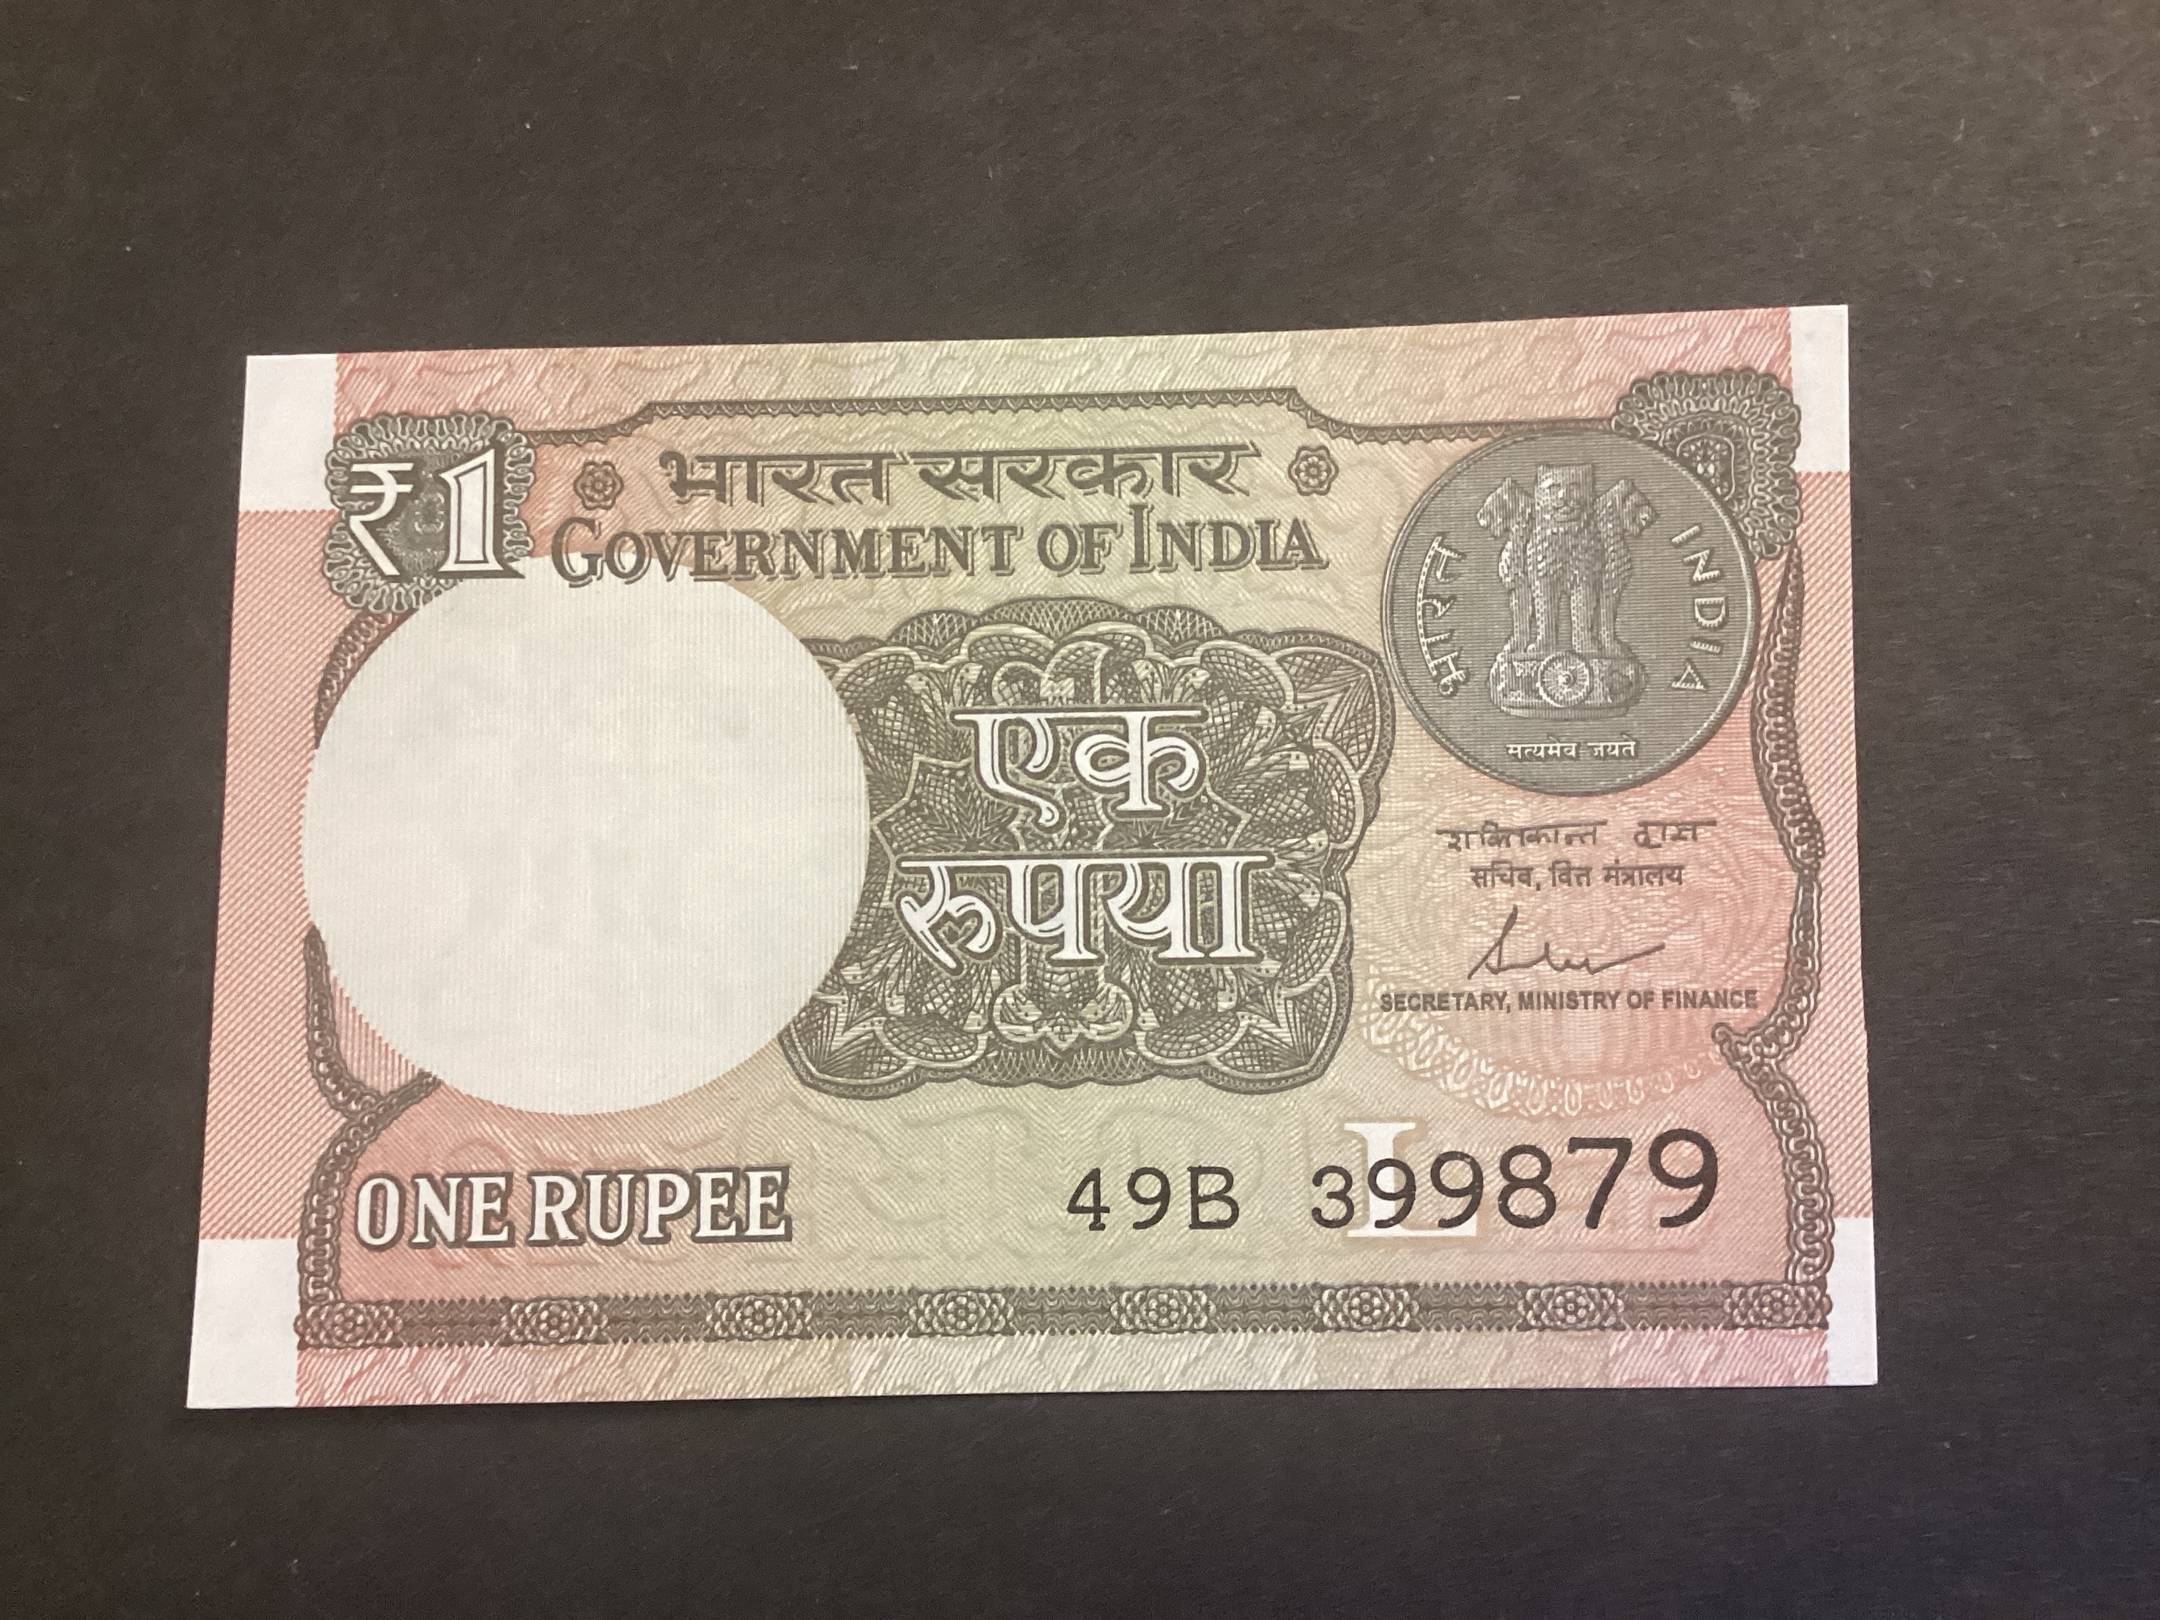 ₹1
भारत सरकार
GOVERNMENT OF INDIA
भारत
INDIA
सत्यमेव जयते
एक
रुपया
शक्तिकान्त दास
सचिव, वित्त मंत्रालय
SECRETARY, MINISTRY OF FINANCE
L
ONE RUPEE
49B 399879